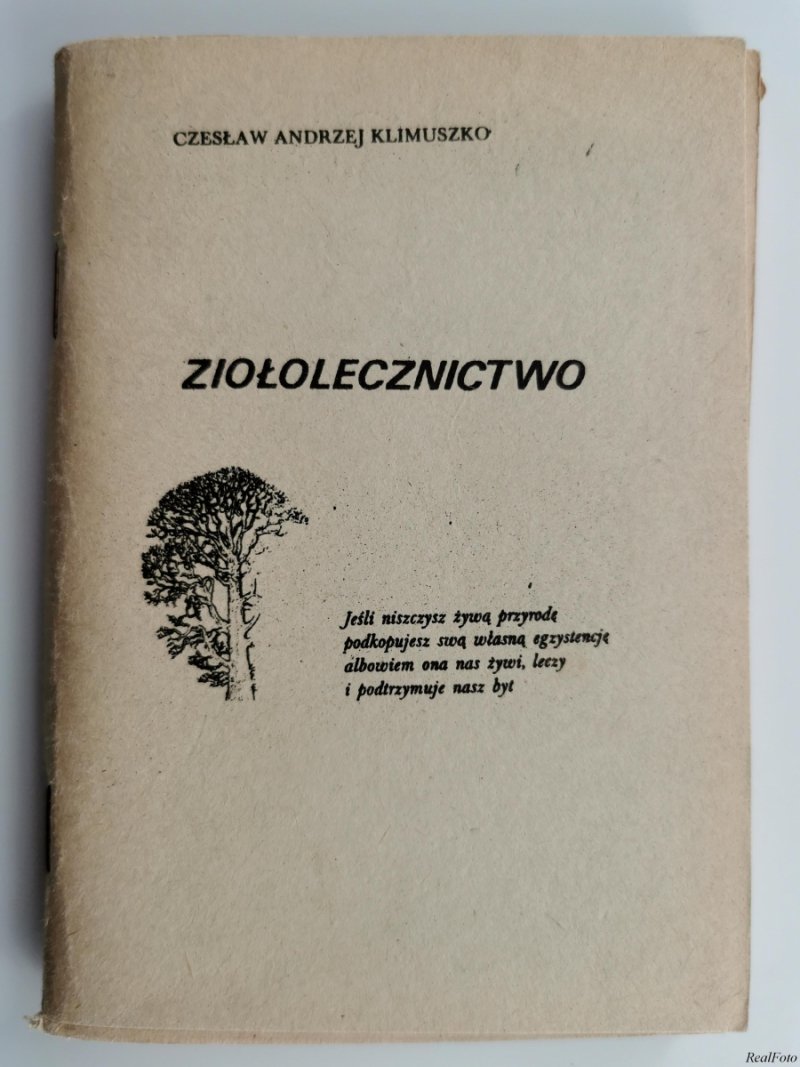 CZESŁAW ANDRZEJ KLIMUSZKO
ZIOŁOLECZNICTWO
Jeśli niszczysz żywą przyrodę
podkopujesz swą własną egzystencję
albowiem ona nas żywi, leczy
i podtrzymuje nasz byt
RealFoto